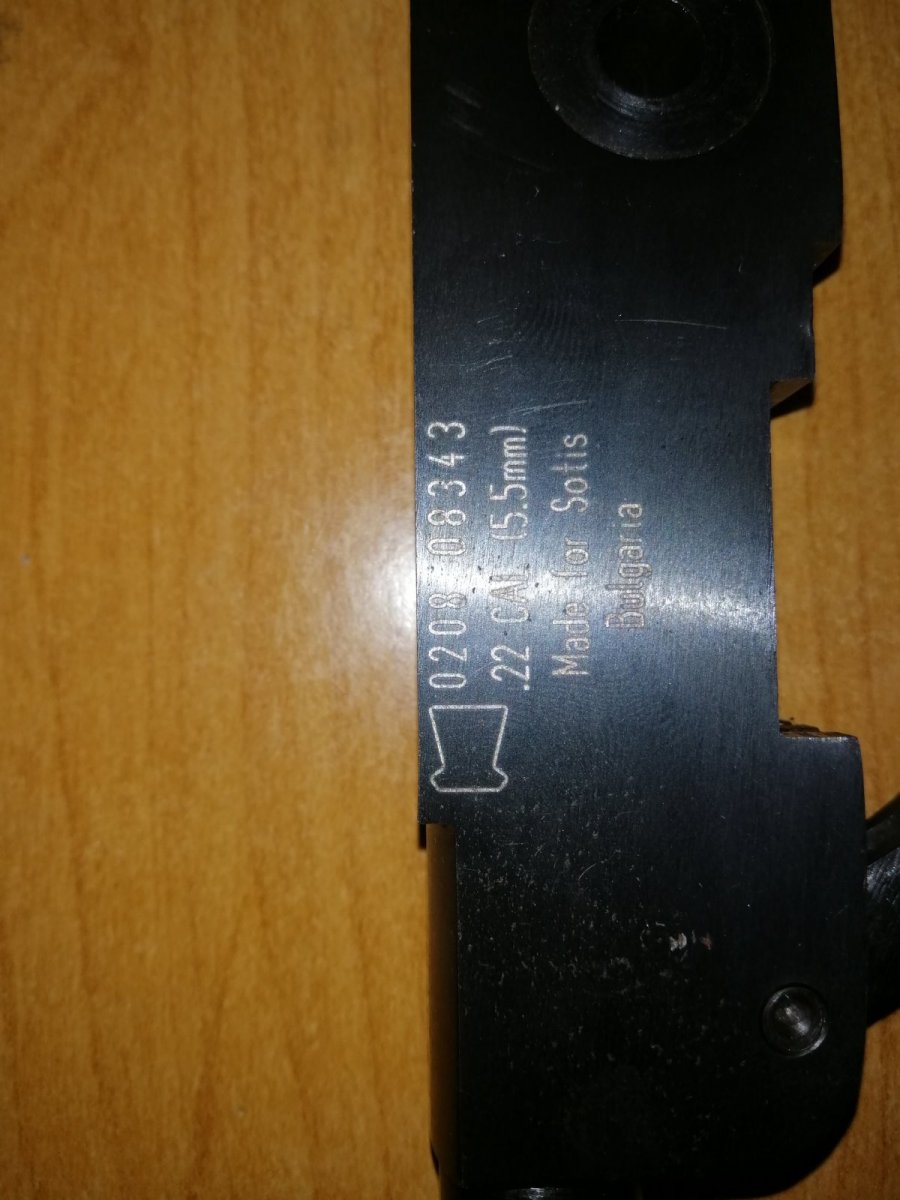 0208 08343
.22 CAL (5.5mm)
Made for Sotis
Bulgaria